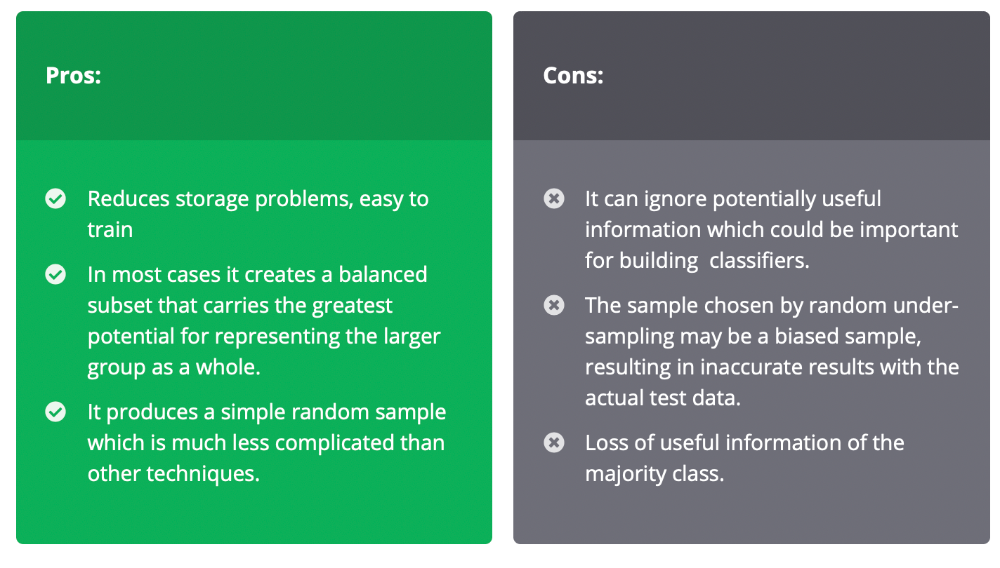 Pros:
Reduces storage problems, easy to
train
In most cases it creates a balanced
subset that carries the greatest
potential for representing the larger
group as a whole.
It produces a simple random sample
which is much less complicated than
other techniques.
Cons:
It can ignore potentially useful
information which could be important
for building  classifiers.
The sample chosen by random under-
sampling may be a biased sample,
resulting in inaccurate results with the
actual test data.
Loss of useful information of the
majority class.